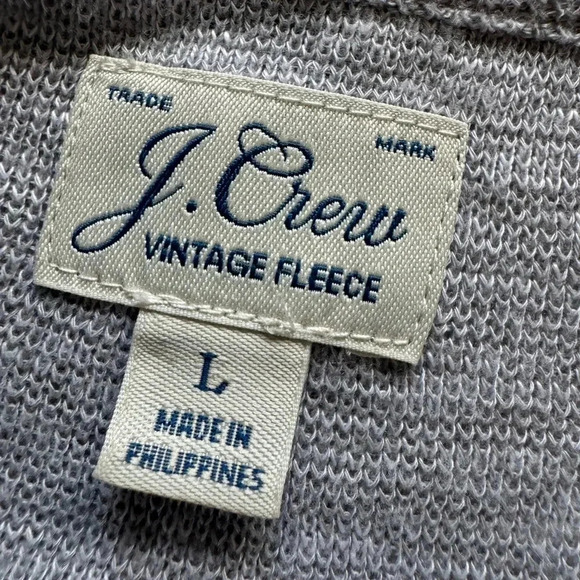 TRADE MARK
J.Crew
VINTAGE FLEECE
L
MADE IN
PHILIPPINES